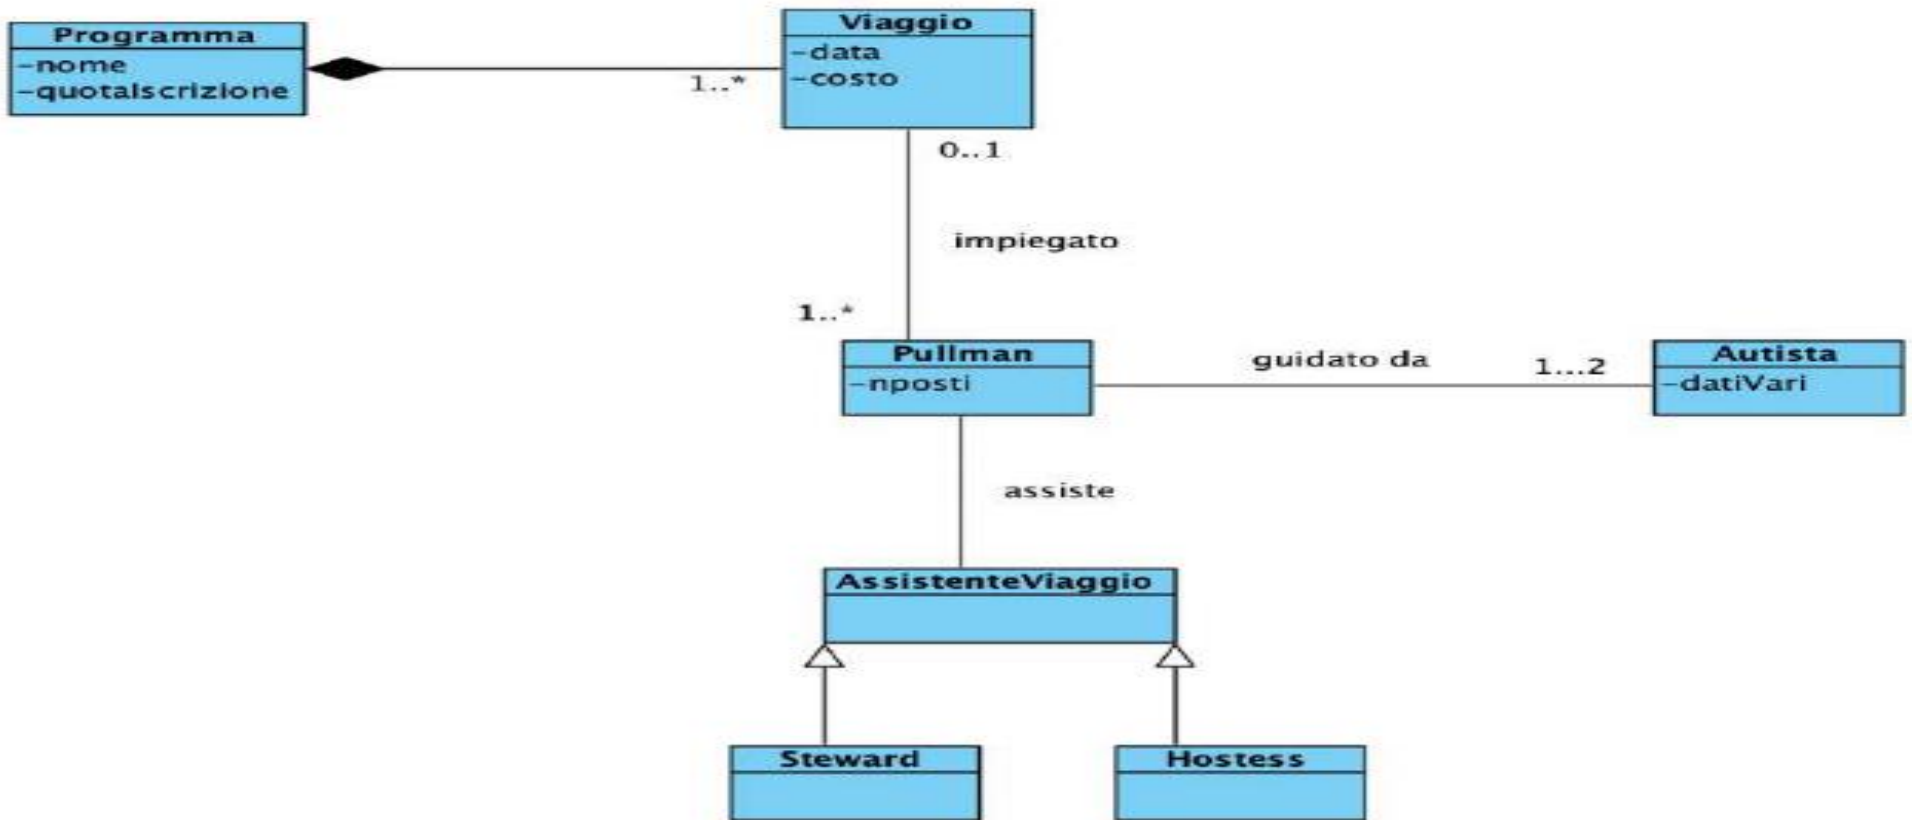 Programma
-nome
-quotaIscrizione
1..*
Viaggio
-data
-costo
0..1
impiegato
1..*
Pullman
-nposti
guidato da
1...2
Autista
-datiVari
assiste
AssistenteViaggio
Steward
Hostess